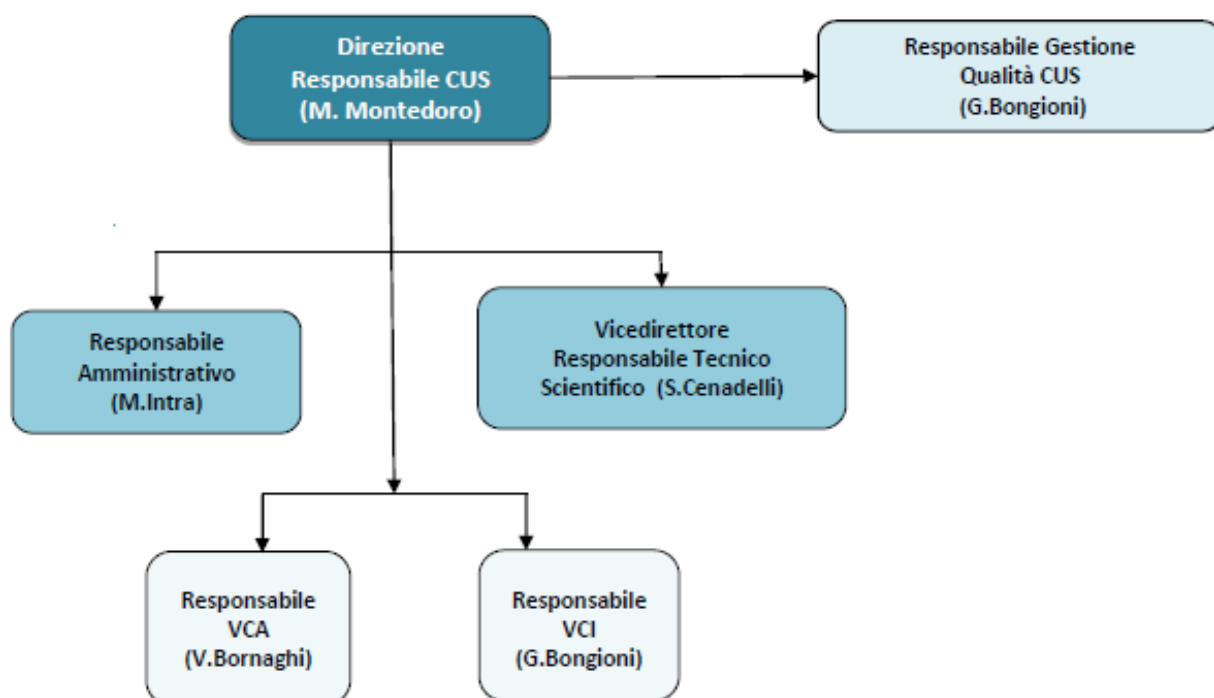 Direzione
Responsabile CUS
(M. Montedoro)
Responsabile Gestione
Qualità CUS
(G.Bongioni)
Responsabile
Amministrativo
(M.Intra)
Vicedirettore
Responsabile Tecnico
Scientifico (S.Cenadelli)
Responsabile
VCA
(V.Bornaghi)
Responsabile
VCI
(G.Bongioni)